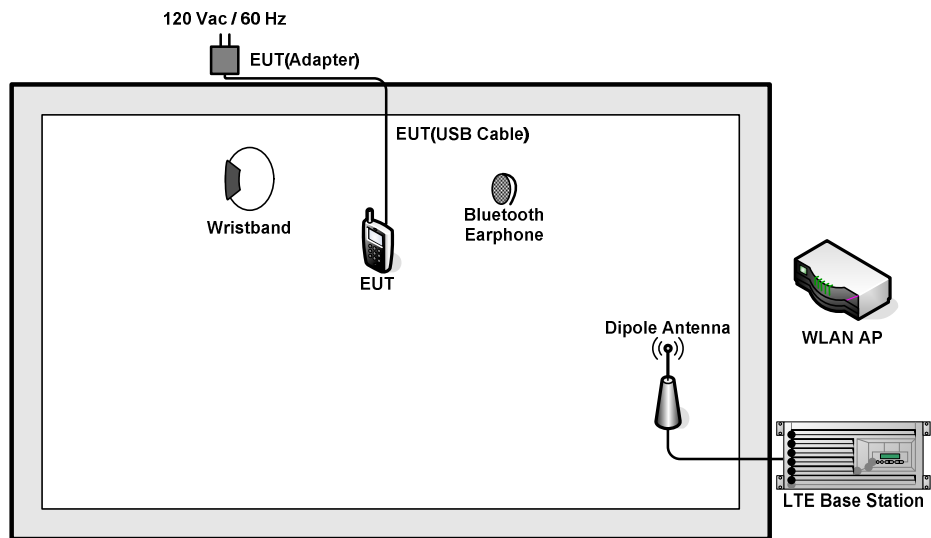 120 Vac / 60 Hz
EUT(Adapter)
EUT(USB Cable)
Wristband
Bluetooth
Earphone
EUT
Dipole Antenna
WLAN AP
LTE Base Station